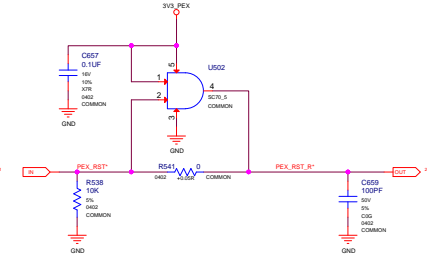 3V3_PEX
C657
0.1UF
16V
10%
X7R
0402
COMMON
GND
5
1
2
3
4
U502
SC70_5
COMMON
GND
IN
PEX_RST*
R541
0
0402
COMMON
PEX_RST_R*
OUT
R538
10K
5%
0402
COMMON
GND
C659
100PF
50V
5%
C0G
0402
COMMON
GND